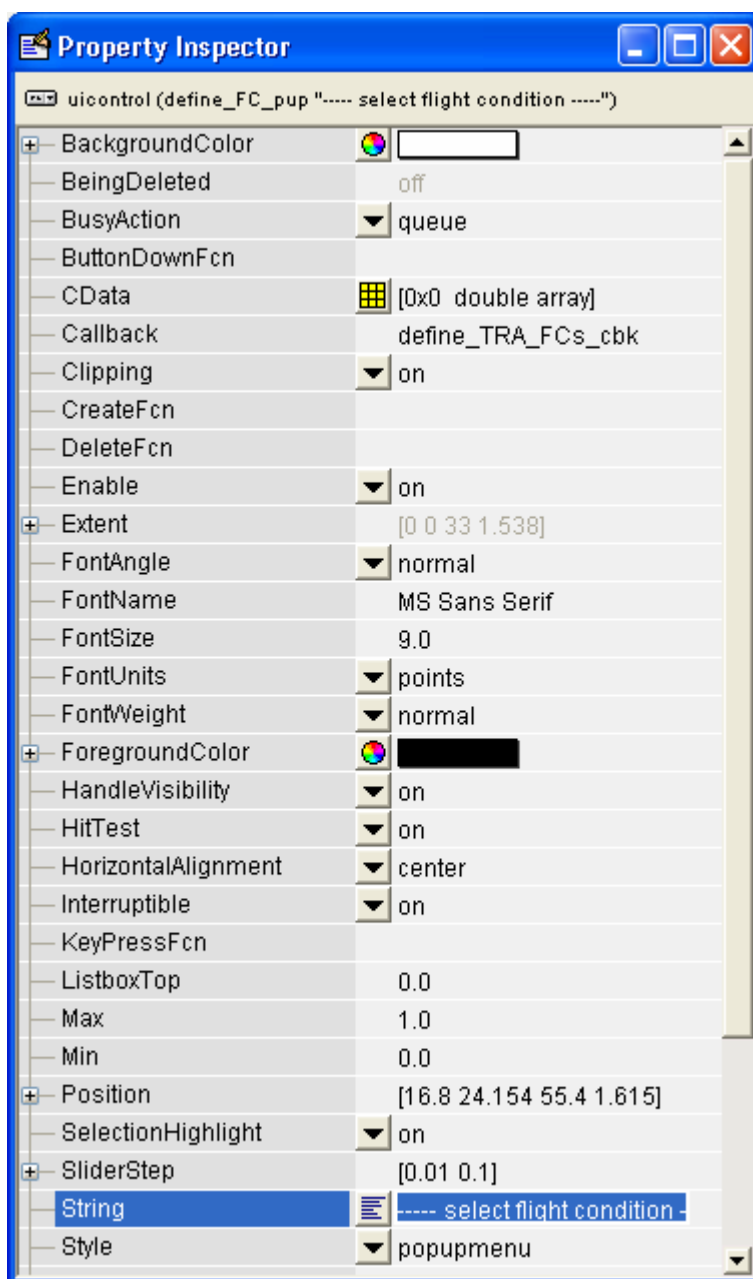 Property Inspector
uicontrol (define_FC_pup "----- select flight condition -----")
BackgroundColor
BeingDeleted off
BusyAction queue
ButtonDownFcn
CData [0x0 double array]
Callback define_TRA_FCs_cbk
Clipping on
CreateFcn
DeleteFcn
Enable on
Extent [0 0 33 1.538]
FontAngle normal
FontName MS Sans Serif
FontSize 9.0
FontUnits points
FontWeight normal
ForegroundColor
HandleVisibility on
HitTest on
HorizontalAlignment center
Interruptible on
KeyPressFcn
ListboxTop 0.0
Max 1.0
Min 0.0
Position [16.8 24.154 55.4 1.615]
SelectionHighlight on
SliderStep [0.01 0.1]
String ----- select flight condition -
Style popupmenu